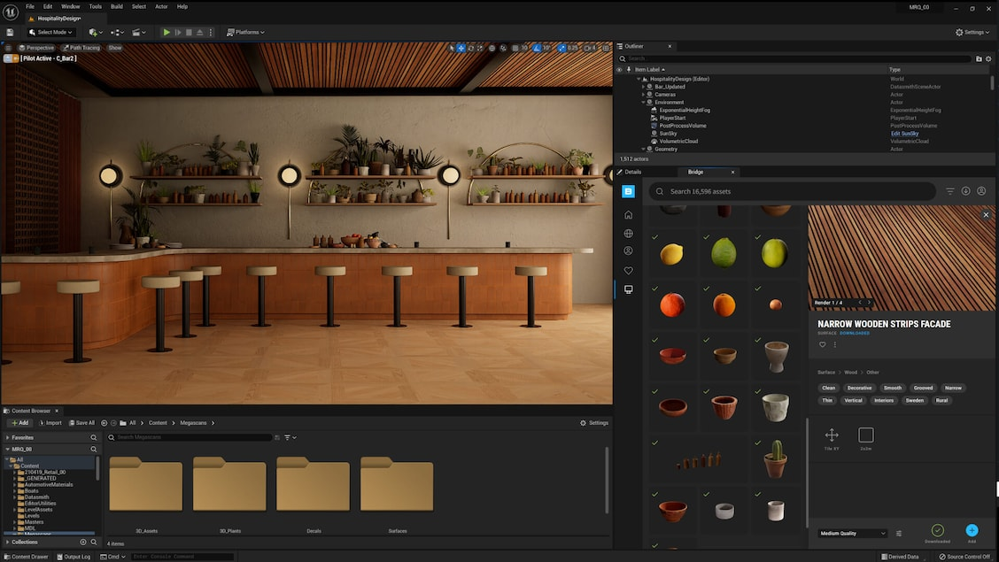 File Edit Window Tools Build Select Actor Help
MRQ_00
HospitalityDesign*
Select Mode
Platforms
Settings
Perspective Path Tracing Show
10 10° 0.25 4
[ Pilot Active - C_Bar2 ]
Outliner
Search...
Item Label Type
HospitalityDesign (Editor) World
Bar_Updated DatasmithSceneActor
Cameras Actor
Environment Actor
ExponentialHeightFog ExponentialHeightFog
PlayerStart PlayerStart
PostProcessVolume PostProcessVolume
SunSky Edit SunSky
VolumetricCloud VolumetricCloud
Geometry Actor
1,512 actors
Details Bridge
Search 16,596 assets
Render 1 / 4
NARROW WOODEN STRIPS FACADE
SURFACE DOWNLOADED
Surface > Wood > Other
Clean Decorative Smooth Grooved Narrow
Thin Vertical Interiors Sweden Rural
Tile XY 2x2m
Medium Quality
Downloaded Add
Content Browser
Add Import Save All All > Content > Megascans > Settings
Favorites
Search Megascans
MRQ_00
All
Content
210419_Retail_00
_GENERATED
AutomotiveMaterials
Boats
Datasmith
EditorUtilities
LevelAssets
Levels
Masters
MDL
Megascans
3D_Assets 3D_Plants Decals Surfaces
Collections
4 items
Content Drawer Output Log Cmd Enter Console Command
Derived Data Source Control Off